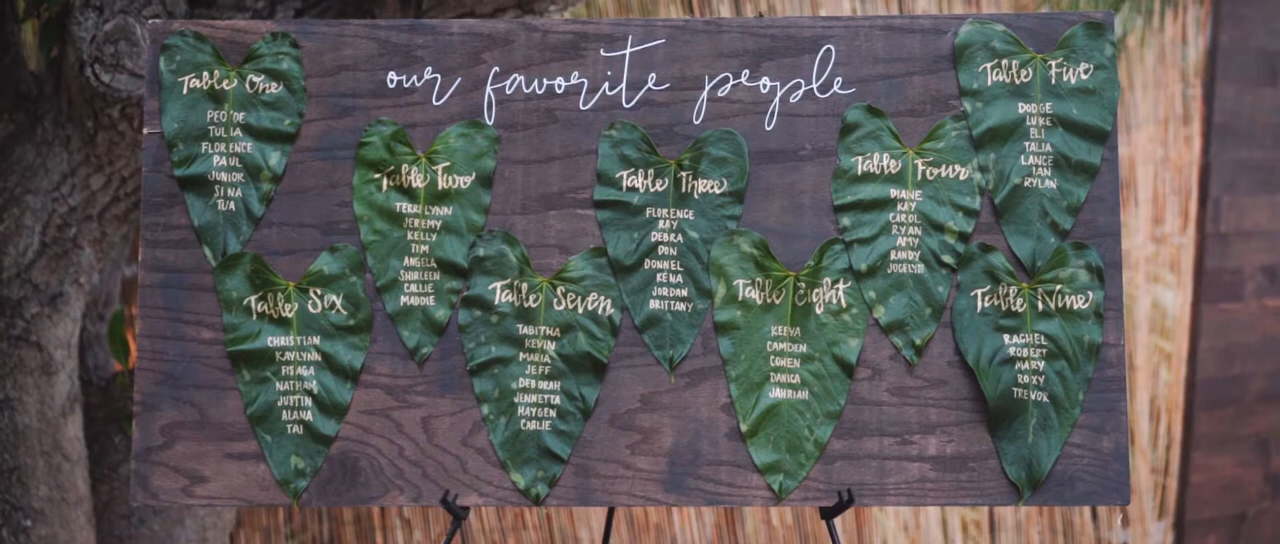 our favorite people
Table One
TULIA
FLORENCE
PAUL
JUNIOR
SINA
TUA
Table Two
TERRILYNN
JEREMY
KELLY
TIM
ANGELA
SHIRLEEN
CALLIE
MADDIE
Table Three
FLORENCE
RAY
DEBRA
DON
DONNEL
KENA
JORDAN
BRITTANY
Table Four
DIANE
KAY
CAROL
RYAN
AMY
RANDY
JOCELYN
Table Five
DODGE
LUKE
ELI
TALIA
LANCE
IAN
RYLAN
Table Six
CHRISTIAN
KAYLYNN
FISAGA
NATHAN
JUSTIN
ALANA
TAI
Table Seven
TABITHA
KEVIN
MARIA
JEFF
DEBORAH
JENNETTA
HAYGEN
CARLIE
Table Eight
KEEVA
CAMDEN
COHEN
DANICA
JAHRIAN
Table Nine
RACHEL
ROBERT
MARY
ROXY
TREVOR